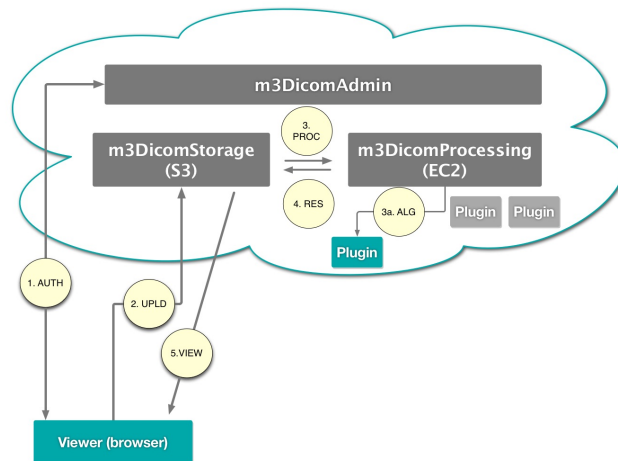 m3DicomAdmin
3.
PROC
m3DicomStorage
(S3)
m3DicomProcessing
(EC2)
4. RES
3a. ALG
Plugin
Plugin
Plugin
1. AUTH
2. UPLD
5.VIEW
Viewer (browser)